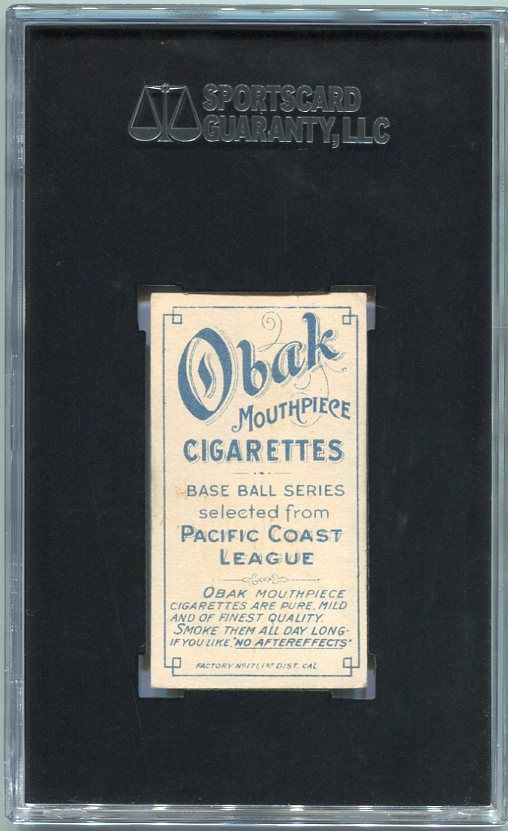 SPORTSCARD
GUARANTY, LLC
Obak
MOUTHPIECE
CIGARETTES
BASE BALL SERIES
selected from
PACIFIC COAST
LEAGUE
OBAK MOUTHPIECE
CIGARETTES ARE PURE, MILD
AND OF FINEST QUALITY.
SMOKE THEM ALL DAY LONG-
IF YOU LIKE, "NO AFTEREFFECTS"
FACTORY NO 171, 1ST DIST. CAL